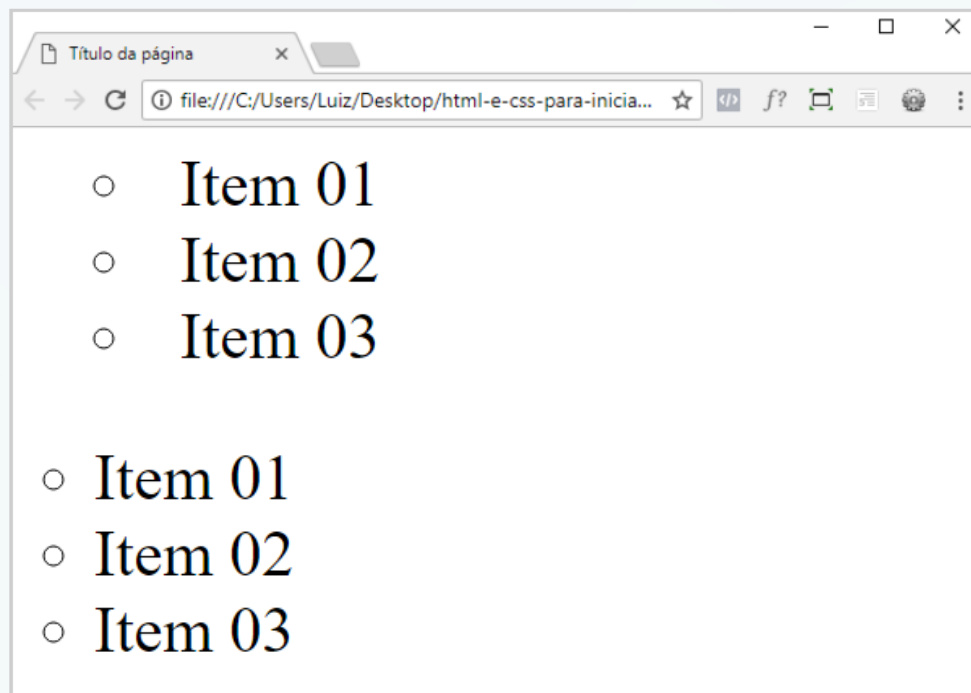 Título da página
file:///C:/Users/Luiz/Desktop/html-e-css-para-inicia...
f?
Item 01
Item 02
Item 03
Item 01
Item 02
Item 03